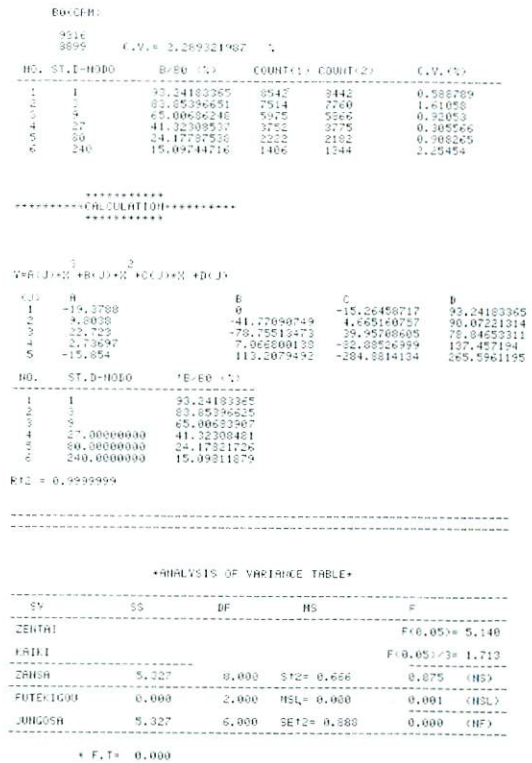 B0(CPM)
9316
8899 C.V.= 2.289321987 %
NO. ST.D-NODO B/B0 (%) COUNT(1) COUNT(2) C.V.(%)
1 1 93.24183365 8542 8442 0.588789
2 3 83.85396651 7514 7760 1.61058
3 9 65.00686248 5975 5866 0.92053
4 27 41.32308537 3752 3775 0.305566
5 80 24.17787538 2222 2182 0.908265
6 240 15.09744716 1406 1344 2.25454
***********
**********CALCULATION**********
***********
3 2
Y=A(J)*X +B(J)*X +C(J)*X +D(J)
(J) A B C D
1 -19.3788 0 -15.26458717 93.24183365
2 9.8038 -41.77090749 4.665160757 90.07221314
3 22.723 -78.75513473 39.95708605 78.84653311
4 2.73697 7.066800138 -82.88526999 137.457194
5 -15.854 113.2079492 -284.8814134 265.5961195
NO. ST.D-NODO 'B/B0 (%)
1 1 93.24183365
2 3 83.85396625
3 9 65.00683907
4 27.00000000 41.32308481
5 80.00000000 24.17821726
6 240.0000000 15.09811879
R↑2 = 0.9999999
*ANALYSIS OF VARIANCE TABLE*
SV SS DF MS F
ZENTAI F(0.05)= 5.140
KAIKI F(0.05)/3= 1.713
ZANSA 5.327 8.000 S↑2= 0.666 0.875 (NS)
FUTEKIGOU 0.000 2.000 MSL= 0.000 0.001 (NSL)
JUNGOSA 5.327 6.000 SE↑2= 0.888 0.000 (NF)
* F.T= 0.000